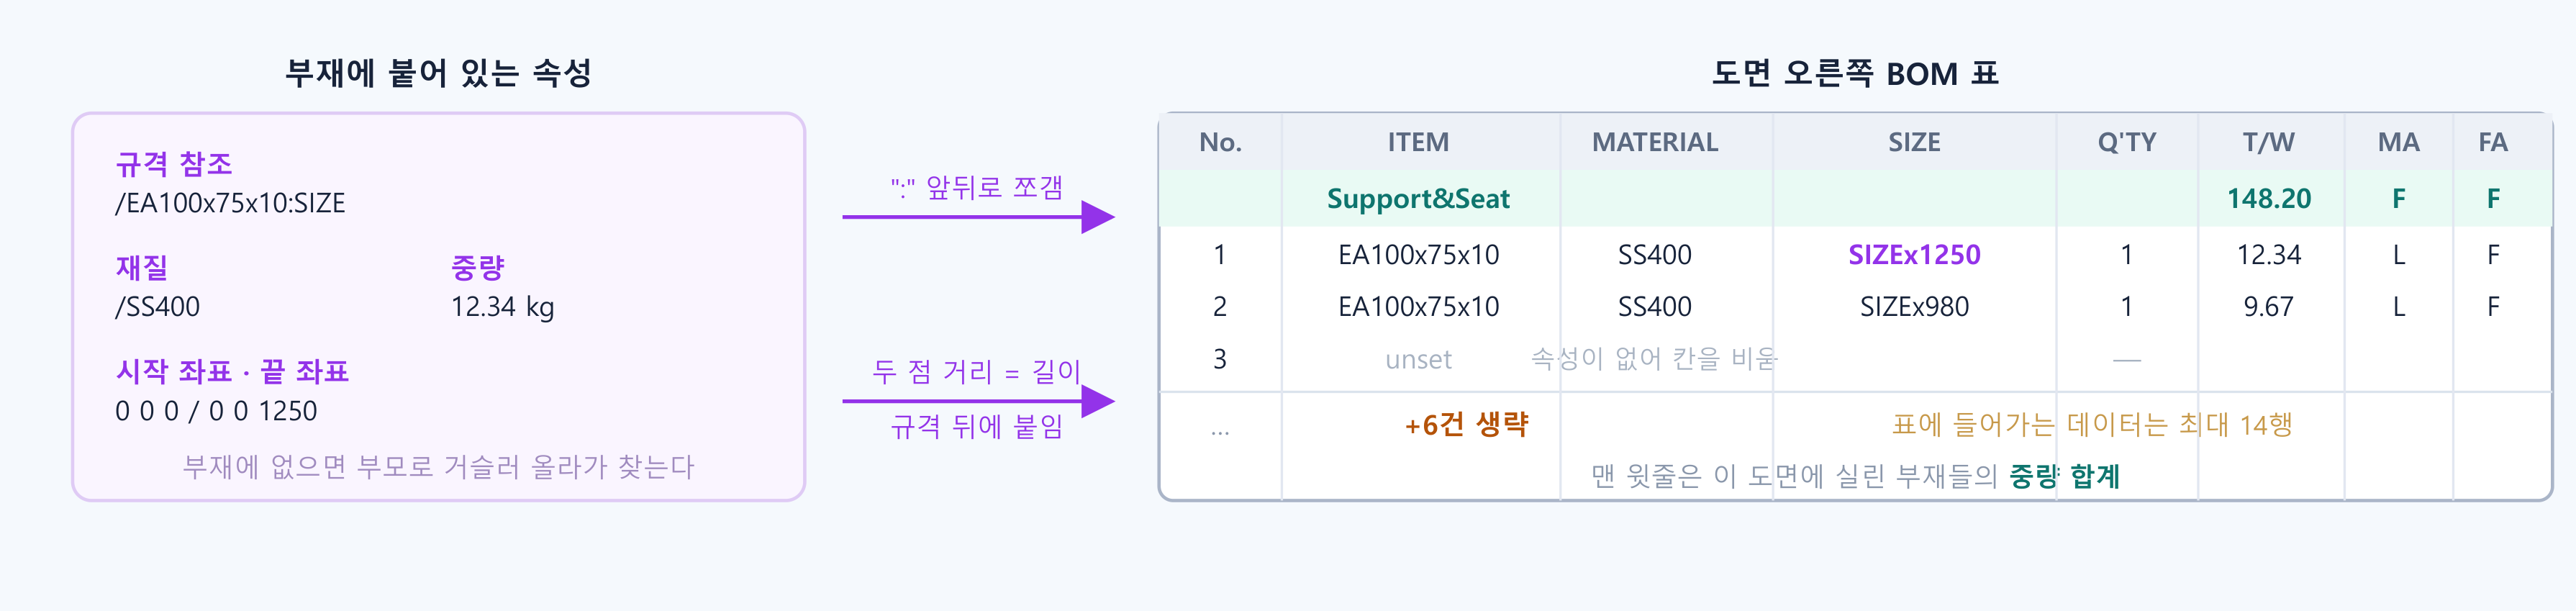 부재에 붙어 있는 속성
규격 참조
/EA100x75x10:SIZE
재질 중량
/SS400 12.34 kg
시작 좌표 · 끝 좌표
0 0 0 / 0 0 1250
부재에 없으면 부모로 거슬러 올라가 찾는다
":" 앞뒤로 쪼갬
두 점 거리 = 길이
규격 뒤에 붙임
도면 오른쪽 BOM 표
No. ITEM MATERIAL SIZE Q'TY T/W MA FA
Support&Seat 148.20 F F
1 EA100x75x10 SS400 SIZEx1250 1 12.34 L F
2 EA100x75x10 SS400 SIZEx980 1 9.67 L F
3 unset 속성이 없어 칸을 비움 —
... +6건 생략 표에 들어가는 데이터는 최대 14행
맨 윗줄은 이 도면에 실린 부재들의 중량 합계